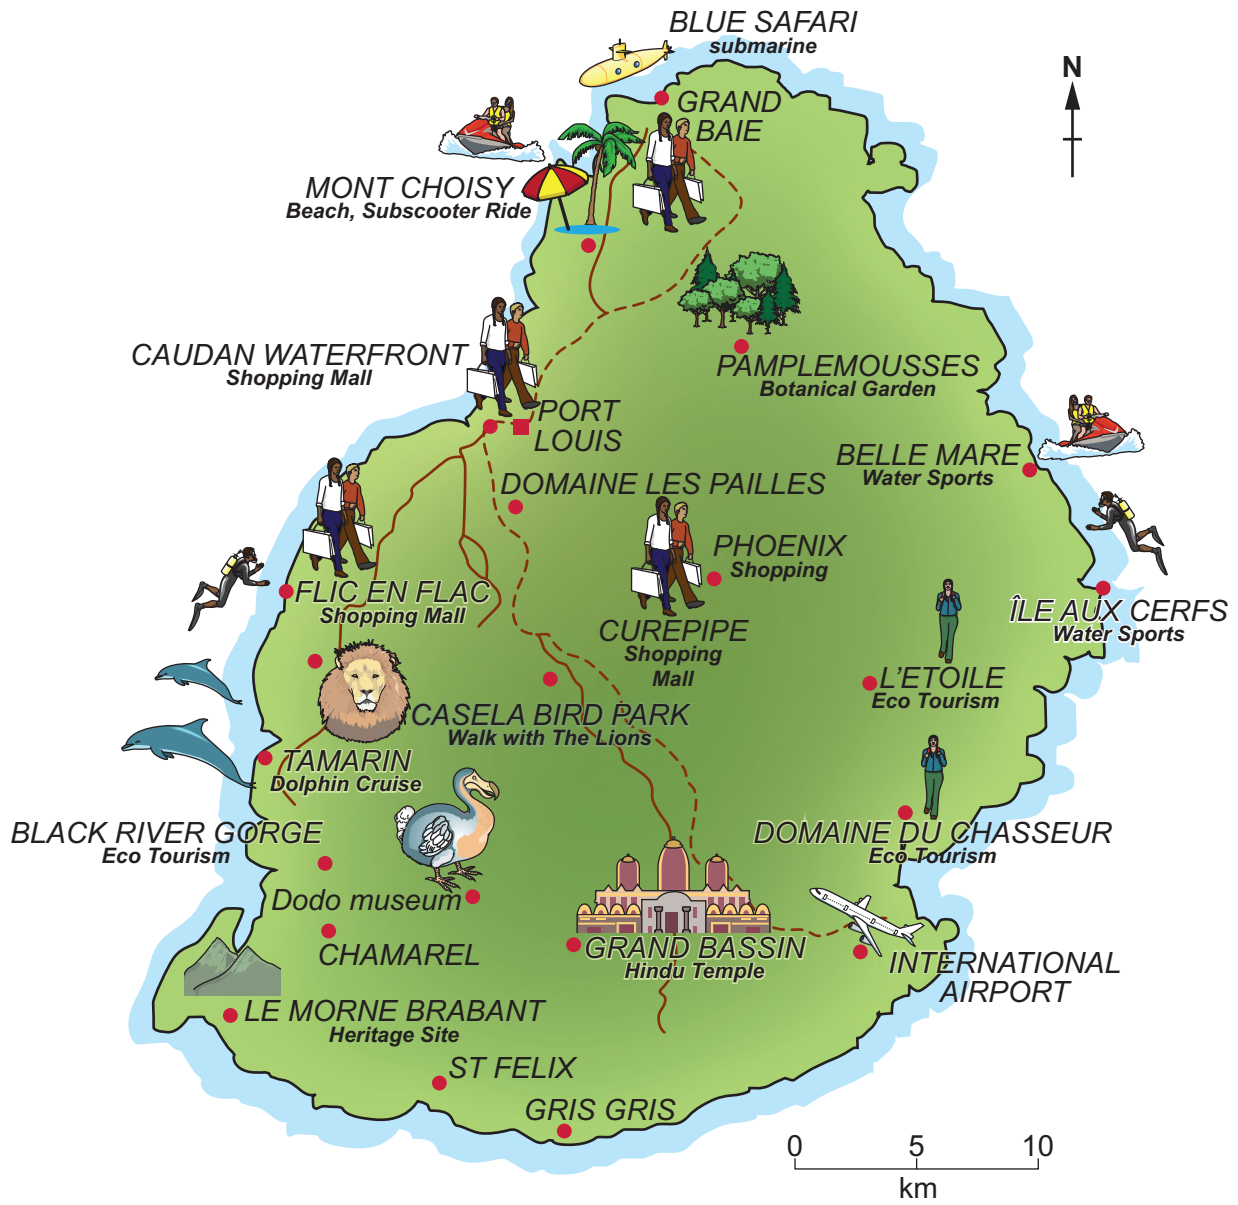 BLUE SAFARI
submarine
N
GRAND
BAIE
MONT CHOISY
Beach, Subscooter Ride
CAUDAN WATERFRONT
Shopping Mall
PAMPLEMOUSSES
Botanical Garden
PORT
LOUIS
BELLE MARE
Water Sports
DOMAINE LES PAILLES
PHOENIX
Shopping
FLIC EN FLAC
Shopping Mall
ÎLE AUX CERFS
Water Sports
CUREPIPE
Shopping
Mall
L'ETOILE
Eco Tourism
CASELA BIRD PARK
Walk with The Lions
TAMARIN
Dolphin Cruise
BLACK RIVER GORGE
Eco Tourism
DOMAINE DU CHASSEUR
Eco Tourism
Dodo museum
CHAMAREL
GRAND BASSIN
Hindu Temple
INTERNATIONAL
AIRPORT
LE MORNE BRABANT
Heritage Site
ST FELIX
GRIS GRIS
0 5 10
km